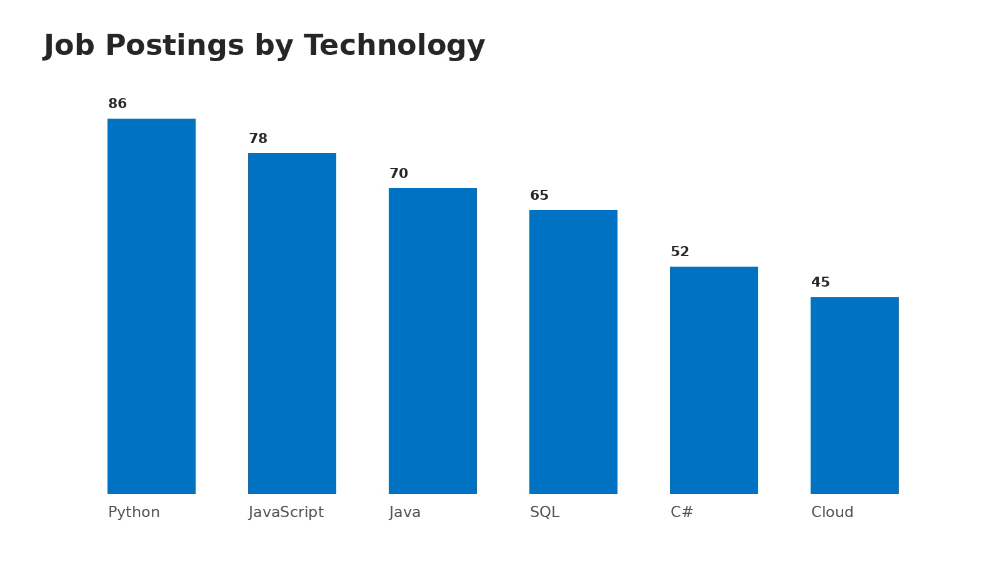 Job Postings by Technology
86
78
70
65
52
45
Python
JavaScript
Java
SQL
C#
Cloud